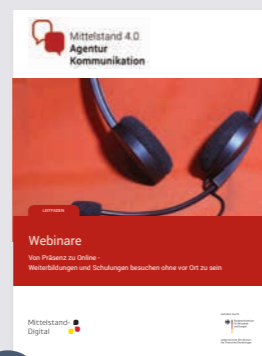 Mittelstand 4.0
Agentur
Kommunikation
LEITFADEN
Webinare
Von Präsenz zu Online -
Weiterbildungen und Schulungen besuchen ohne vor Ort zu sein
Mittelstand-
Digital